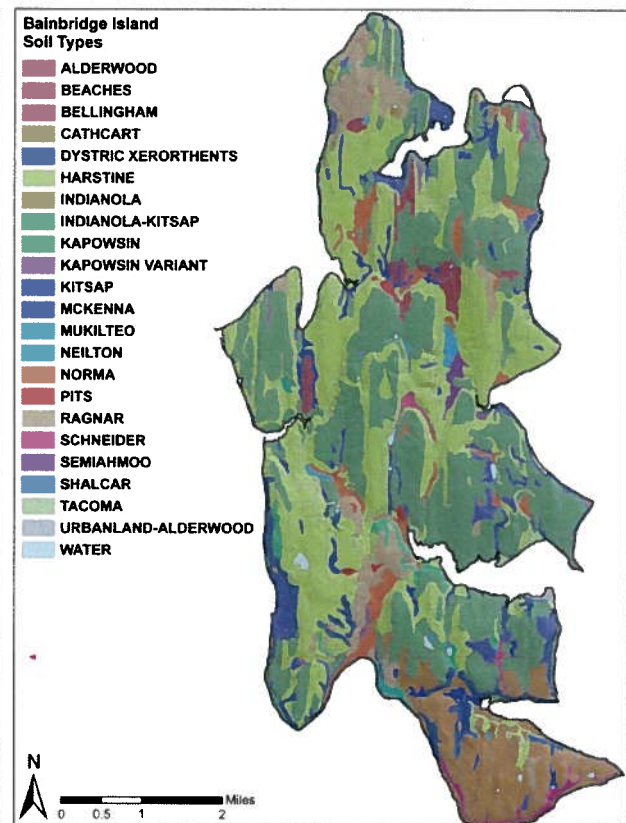 Bainbridge Island
Soil Types
ALDERWOOD
BEACHES
BELLINGHAM
CATHCART
DYSTRIC XERORTHENTS
HARSTINE
INDIANOLA
INDIANOLA-KITSAP
KAPOWSIN
KAPOWSIN VARIANT
KITSAP
MCKENNA
MUKILTEO
NEILTON
NORMA
PITS
RAGNAR
SCHNEIDER
SEMIAHMOO
SHALCAR
TACOMA
URBANLAND-ALDERWOOD
WATER
N
Miles
0 0.5 1 2